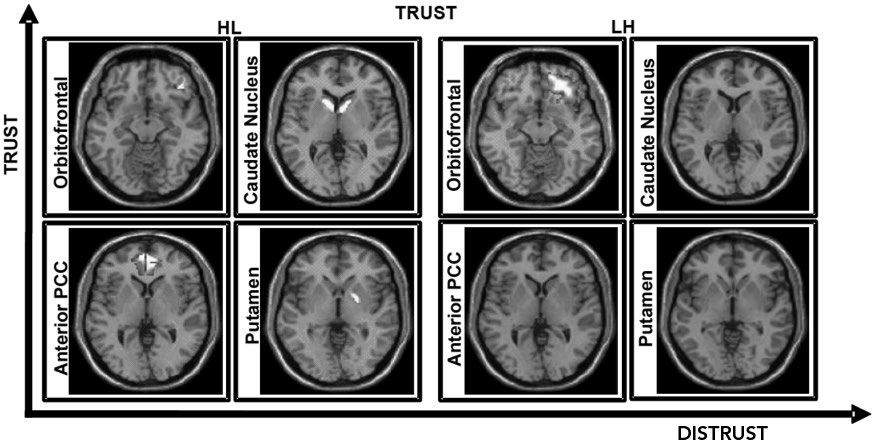 TRUST
HL
LH
TRUST
Orbitofrontal
Caudate Nucleus
Orbitofrontal
Caudate Nucleus
Anterior PCC
Putamen
Anterior PCC
Putamen
DISTRUST